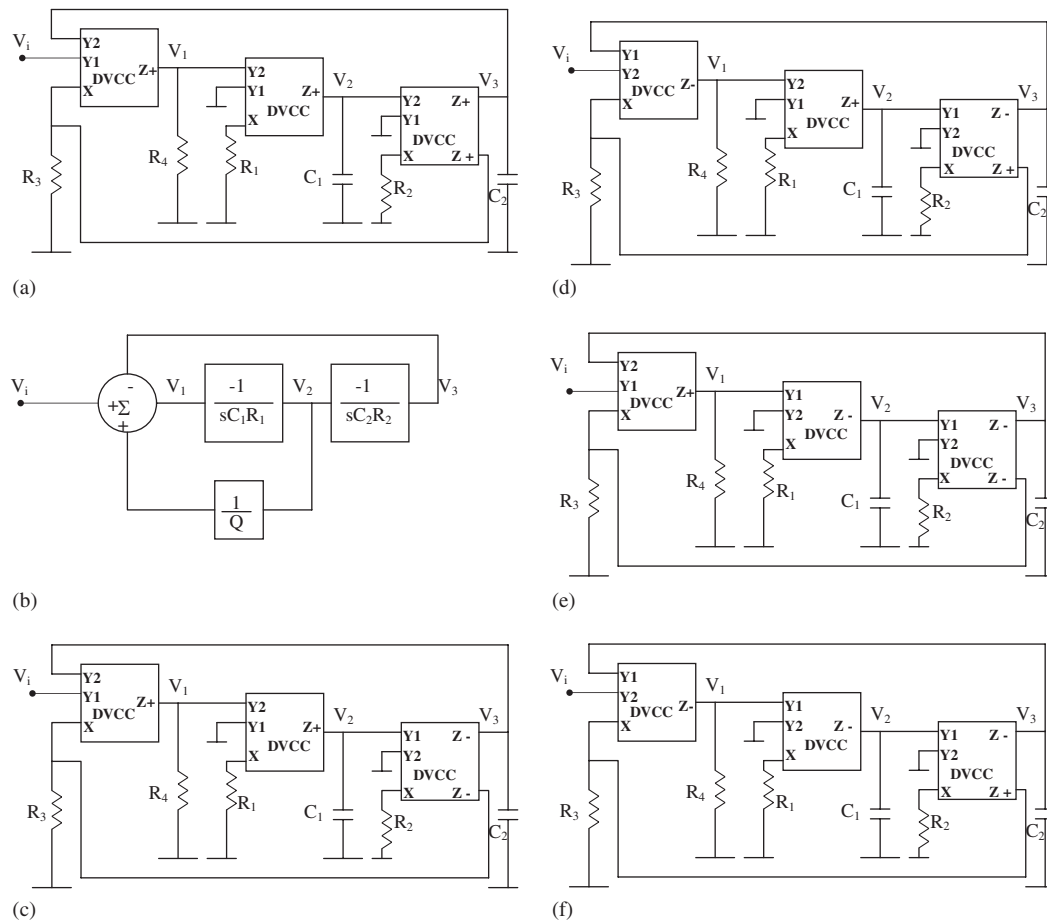 Y2
V₁
Vᵢ
Y1
Z+
DVCC
X
Y2
V₂
Y1
Z+
DVCC
X
V₃
Y2
Z+
Y1
DVCC
X
Z +
R₃
R₄
R₁
C₁
R₂
C₂
(a)
Vᵢ
-
+Σ
+
V₁
-1
sC₁R₁
V₂
-1
sC₂R₂
V₃
1
Q
(b)
Vᵢ
Y2
Y1
Z+
DVCC
X
V₁
Y2
Y1
Z+
DVCC
X
V₂
Y1
Z -
Y2
DVCC
X
Z -
V₃
R₃
R₄
R₁
C₁
R₂
C₂
(c)
Vᵢ
Y1
Y2
Z-
DVCC
X
V₁
Y2
Y1
Z+
DVCC
X
V₂
Y1
Z -
Y2
DVCC
X
Z +
V₃
R₃
R₄
R₁
C₁
R₂
C₂
(d)
Vᵢ
Y2
Y1
Z+
DVCC
X
V₁
Y1
Y2
Z -
DVCC
X
V₂
Y1
Z -
Y2
DVCC
X
Z -
V₃
R₃
R₄
R₁
C₁
R₂
C₂
(e)
Vᵢ
Y1
Y2
Z-
DVCC
X
V₁
Y1
Y2
Z -
DVCC
X
V₂
Y1
Z -
Y2
DVCC
X
Z +
V₃
R₃
R₄
R₁
C₁
R₂
C₂
(f)